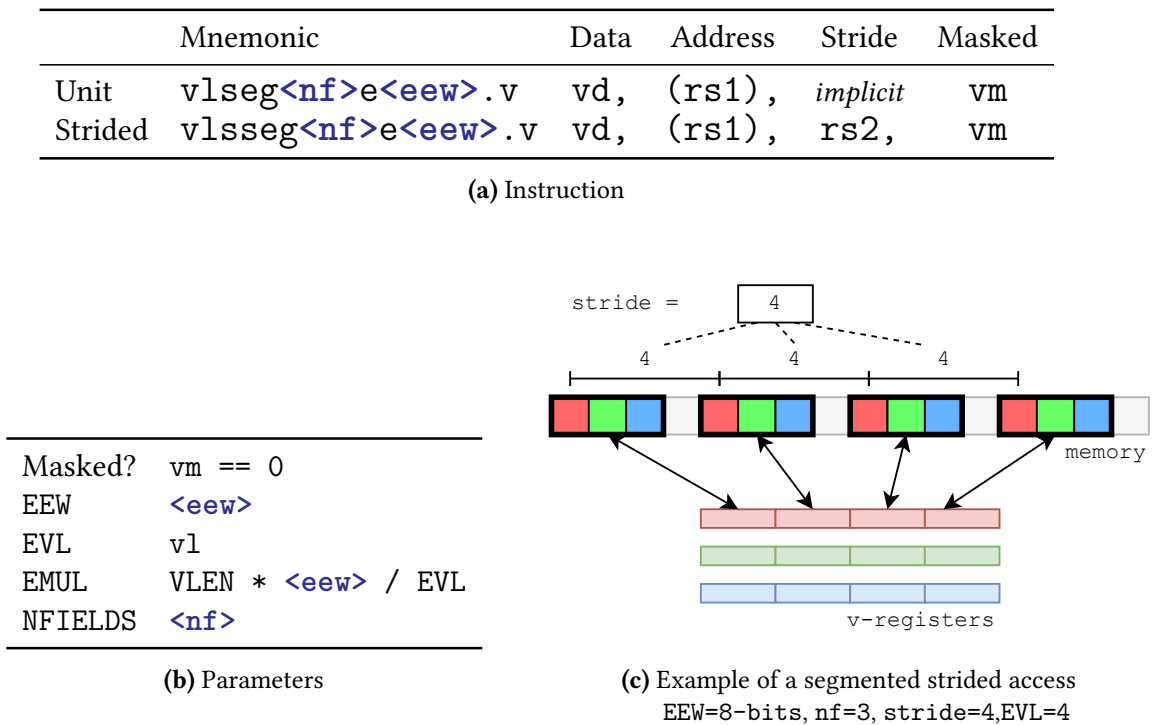 Mnemonic Data Address Stride Masked
Unit vlseg<nf>e<eew>.v vd, (rs1), implicit vm
Strided vlsseg<nf>e<eew>.v vd, (rs1), rs2, vm
(a) Instruction
stride = 4
4 4 4
memory
v-registers
Masked? vm == 0
EEW <eew>
EVL vl
EMUL VLEN * <eew> / EVL
NFIELDS <nf>
(b) Parameters
(c) Example of a segmented strided access
EEW=8-bits, nf=3, stride=4,EVL=4